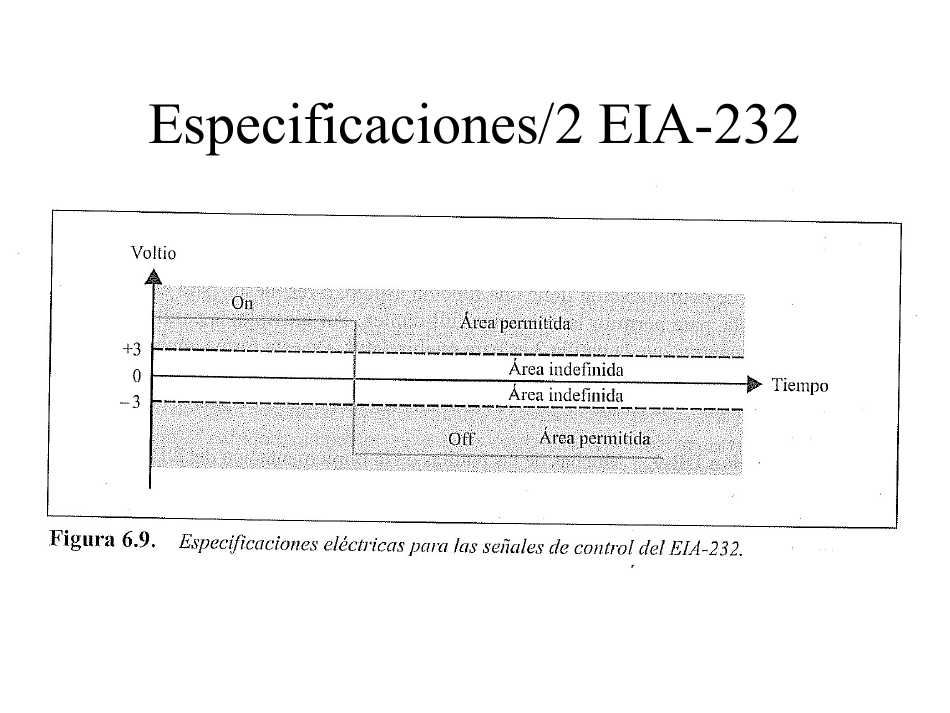 Especificaciones/2 EIA-232
Voltio
On
Área permitida
+3
Área indefinida
0
Tiempo
Área indefinida
−3
Off Área permitida
Figura 6.9. Especificaciones eléctricas para las señales de control del EIA-232.